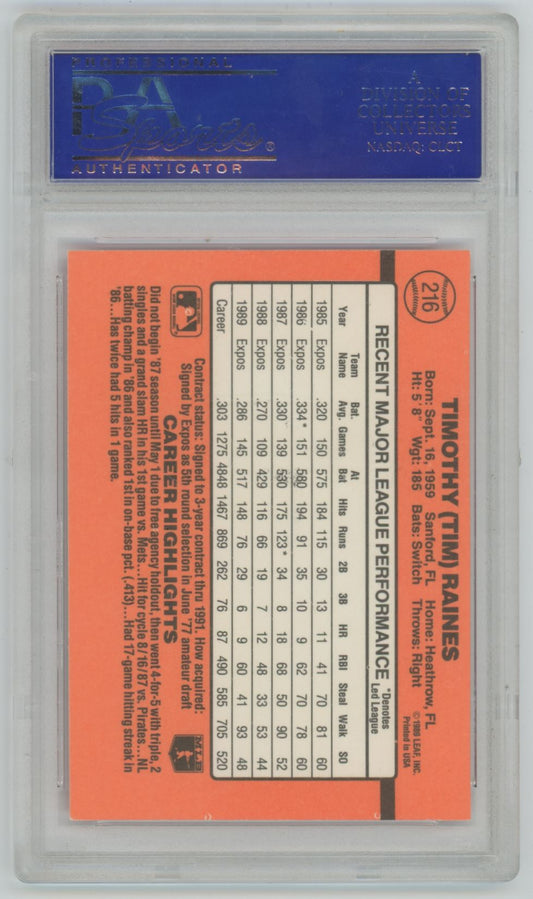 PROFESSIONAL
PSA
Sports®
AUTHENTICATOR
A
DIVISION OF
COLLECTORS
UNIVERSE
NASDAQ: CLCT
216
TIMOTHY (TIM) RAINES
Born: Sept. 16, 1959 Sanford, FL Home: Heathrow, FL
Ht: 5' 8" Wgt: 185 Bats: Switch Throws: Right
©1989 LEAF, INC.
Printed in USA
RECENT MAJOR LEAGUE PERFORMANCE *Denotes Led League
Year Team Name Bat. Avg. Games At Bat Hits Runs 2B 3B HR RBI Steal Walk SO
1985 Expos .320 150 575 184 115 30 13 11 41 70 81 60
1986 Expos .334* 151 580 194 91 35 10 9 62 70 78 60
1987 Expos .330 139 530 175 123* 34 8 18 68 50 90 52
1988 Expos .270 109 429 116 66 19 7 12 48 33 53 44
1989 Expos .286 145 517 148 76 29 6 9 60 41 93 48
Career .303 1275 4848 1467 869 262 76 87 490 585 705 520
Contract status: Signed to 3-year contract thru 1991. How acquired:
Signed by Expos as 5th round selection in June '77 amateur draft
CAREER HIGHLIGHTS
MLB
Did not begin '87 season until May 1 due to free agency holdout, then went 4-for-5 with triple, 2
singles and a grand slam HR in his 1st game vs. Mets...Hit for cycle 8/16/87 vs. Pirates...NL
batting champ in '86 and also ranked 1st in on-base pct. (.413)...Had 17-game hitting streak in
'86...Has twice had 5 hits in 1 game.